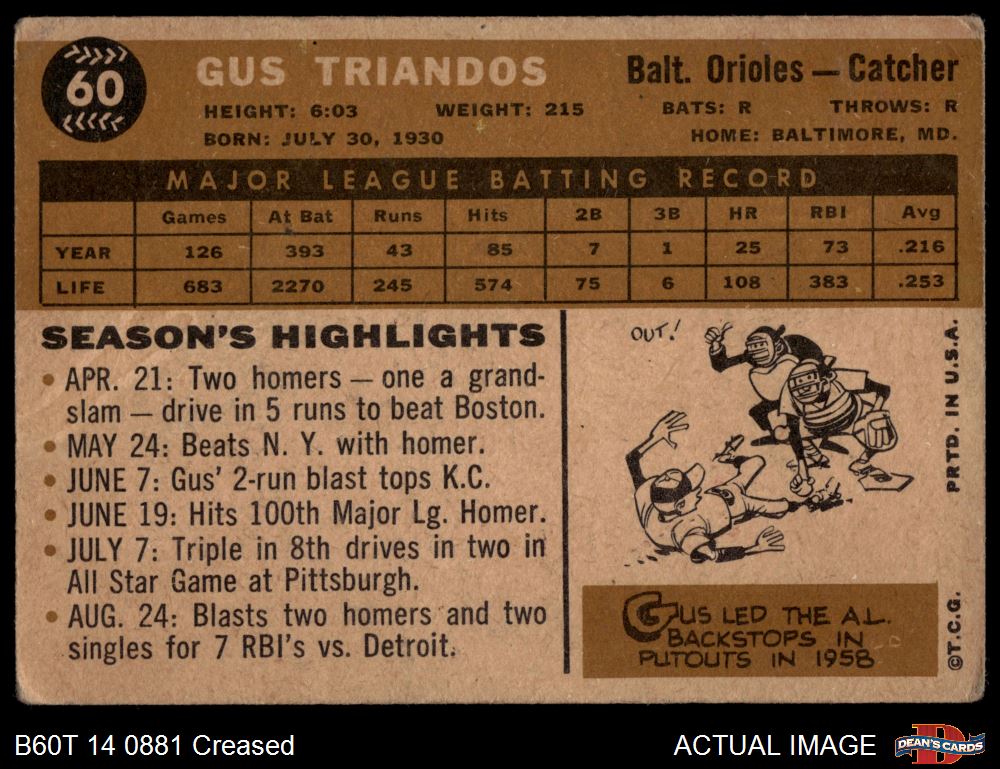 60
GUS TRIANDOS
Balt. Orioles — Catcher
HEIGHT: 6:03 WEIGHT: 215 BATS: R THROWS: R
BORN: JULY 30, 1930 HOME: BALTIMORE, MD.
MAJOR LEAGUE BATTING RECORD
Games At Bat Runs Hits 2B 3B HR RBI Avg
YEAR 126 393 43 85 7 1 25 73 .216
LIFE 683 2270 245 574 75 6 108 383 .253
SEASON'S HIGHLIGHTS
• APR. 21: Two homers — one a grand-
slam — drive in 5 runs to beat Boston.
• MAY 24: Beats N. Y. with homer.
• JUNE 7: Gus' 2-run blast tops K.C.
• JUNE 19: Hits 100th Major Lg. Homer.
• JULY 7: Triple in 8th drives in two in
All Star Game at Pittsburgh.
• AUG. 24: Blasts two homers and two
singles for 7 RBI's vs. Detroit.
OUT!
GUS LED THE A.L.
BACKSTOPS IN
PUTOUTS IN 1958
©T.C.G. PRTD. IN U.S.A.
B60T 14 0881 Creased
ACTUAL IMAGE
DEAN'S CARDS